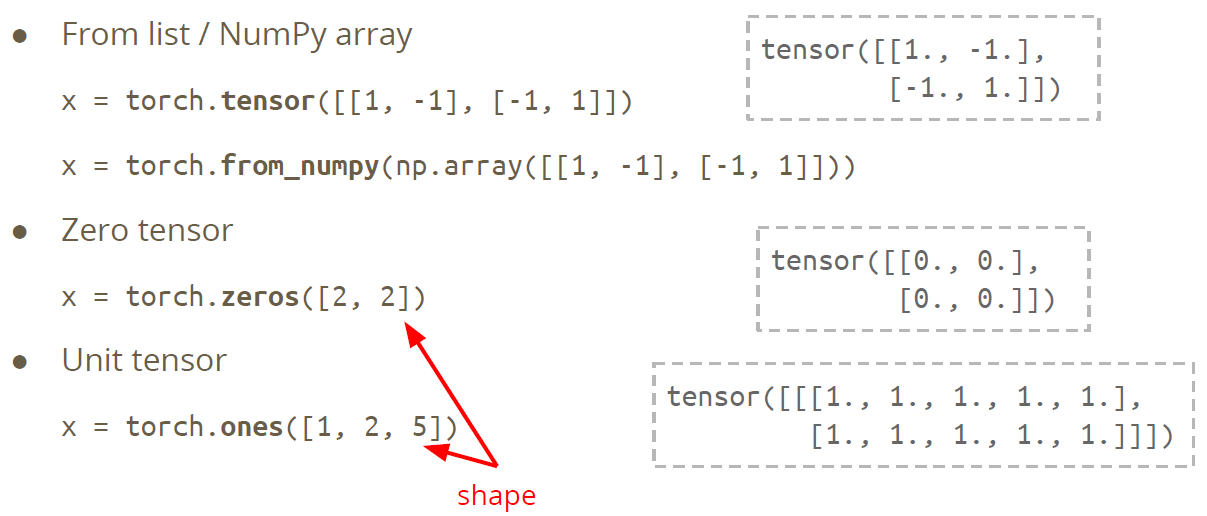 ● From list / NumPy array
x = torch.tensor([[1, -1], [-1, 1]])
x = torch.from_numpy(np.array([[1, -1], [-1, 1]]))
tensor([[1., -1.],
[-1., 1.]])
● Zero tensor
x = torch.zeros([2, 2])
tensor([[0., 0.],
[0., 0.]])
● Unit tensor
x = torch.ones([1, 2, 5])
tensor([[[1., 1., 1., 1., 1.],
[1., 1., 1., 1., 1.]]])
shape